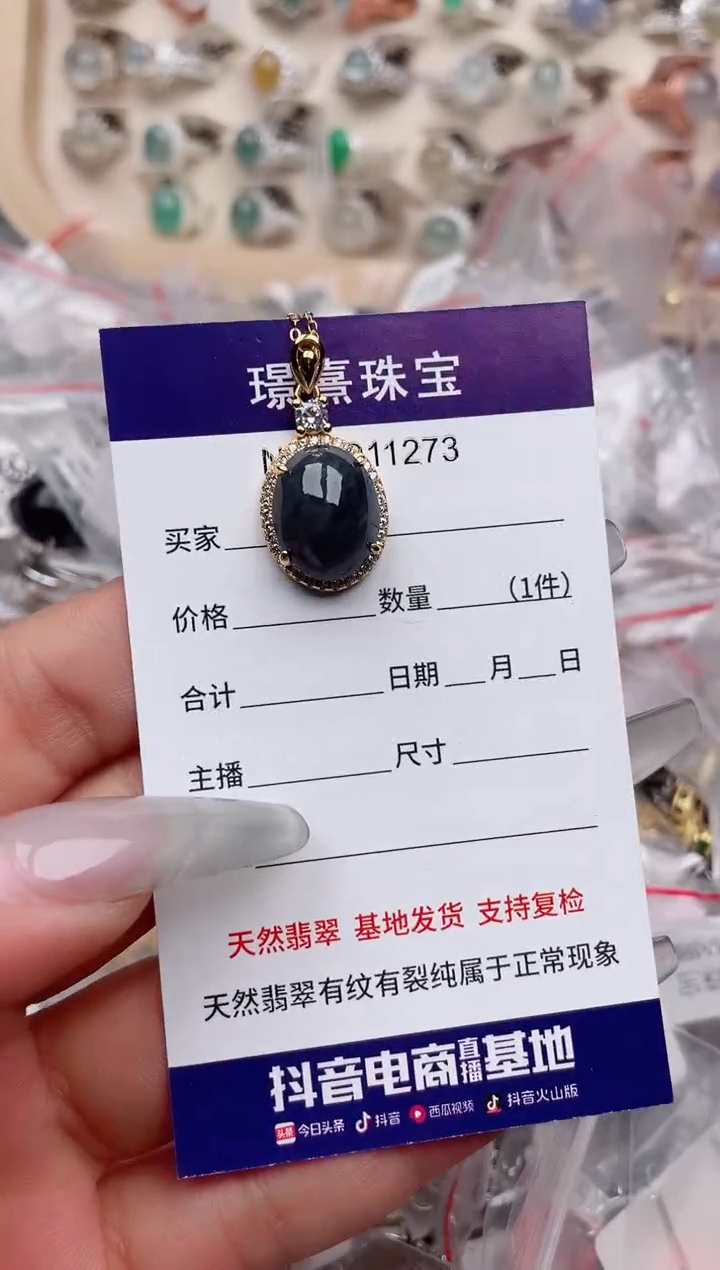 璟熹珠宝
11273
买家
价格 数量 (1件)
合计 日期 月 日
主播 尺寸
天然翡翠 基地发货 支持复检
天然翡翠有纹有裂纯属于正常现象
抖音电商直播基地
头条 今日头条 抖音 西瓜视频 抖音火山版